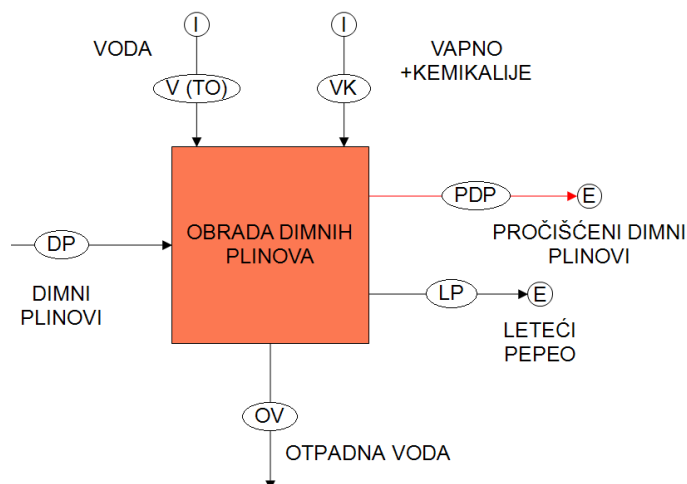 I
I
VODA
VAPNO
+KEMIKALIJE
V (TO)
VK
PDP
E
OBRADA DIMNIH
PLINOVA
PROČIŠĆENI DIMNI
PLINOVI
DP
DIMNI
PLINOVI
LP
E
LETEĆI
PEPEO
OV
OTPADNA VODA